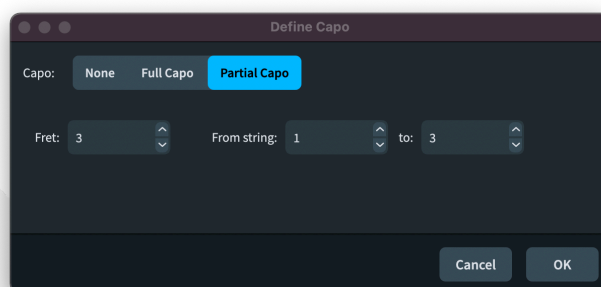 Define Capo
Capo: None Full Capo Partial Capo
Fret: 3 From string: 1 to: 3
Cancel OK